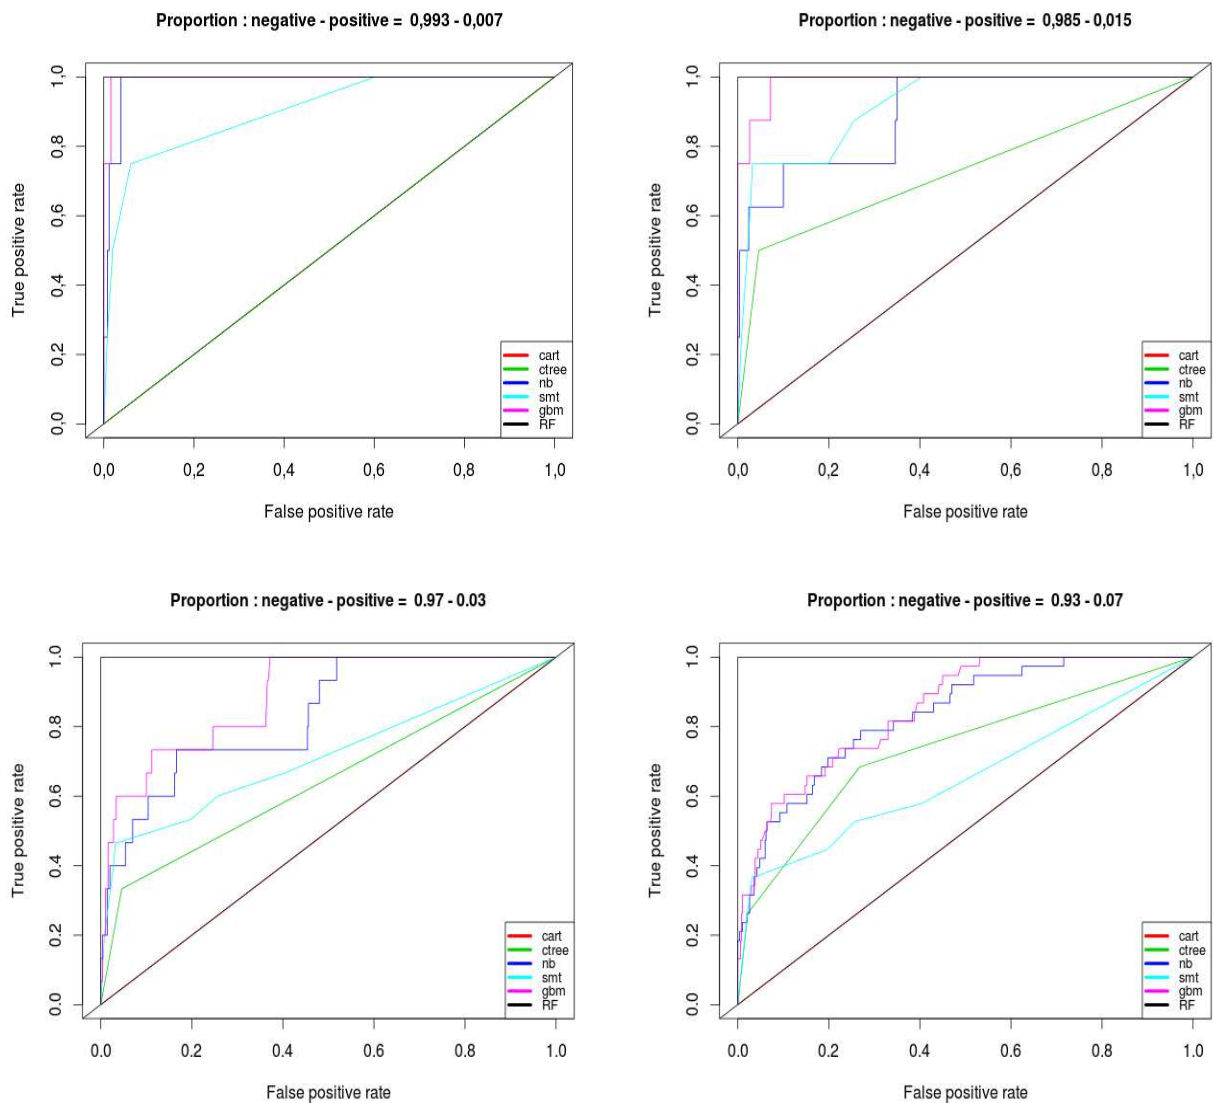 Proportion : negative - positive = 0,993 - 0,007
True positive rate
1,0
0,8
0,6
0,4
0,2
0,0
cart
ctree
nb
smt
gbm
RF
0,0 0,2 0,4 0,6 0,8 1,0
False positive rate
Proportion : negative - positive = 0,985 - 0,015
True positive rate
1,0
0,8
0,6
0,4
0,2
0,0
cart
ctree
nb
smt
gbm
RF
0,0 0,2 0,4 0,6 0,8 1,0
False positive rate
Proportion : negative - positive = 0.97 - 0.03
True positive rate
1.0
0.8
0.6
0.4
0.2
0.0
cart
ctree
nb
smt
gbm
RF
0.0 0.2 0.4 0.6 0.8 1.0
False positive rate
Proportion : negative - positive = 0.93 - 0.07
True positive rate
1.0
0.8
0.6
0.4
0.2
0.0
cart
ctree
nb
smt
gbm
RF
0.0 0.2 0.4 0.6 0.8 1.0
False positive rate